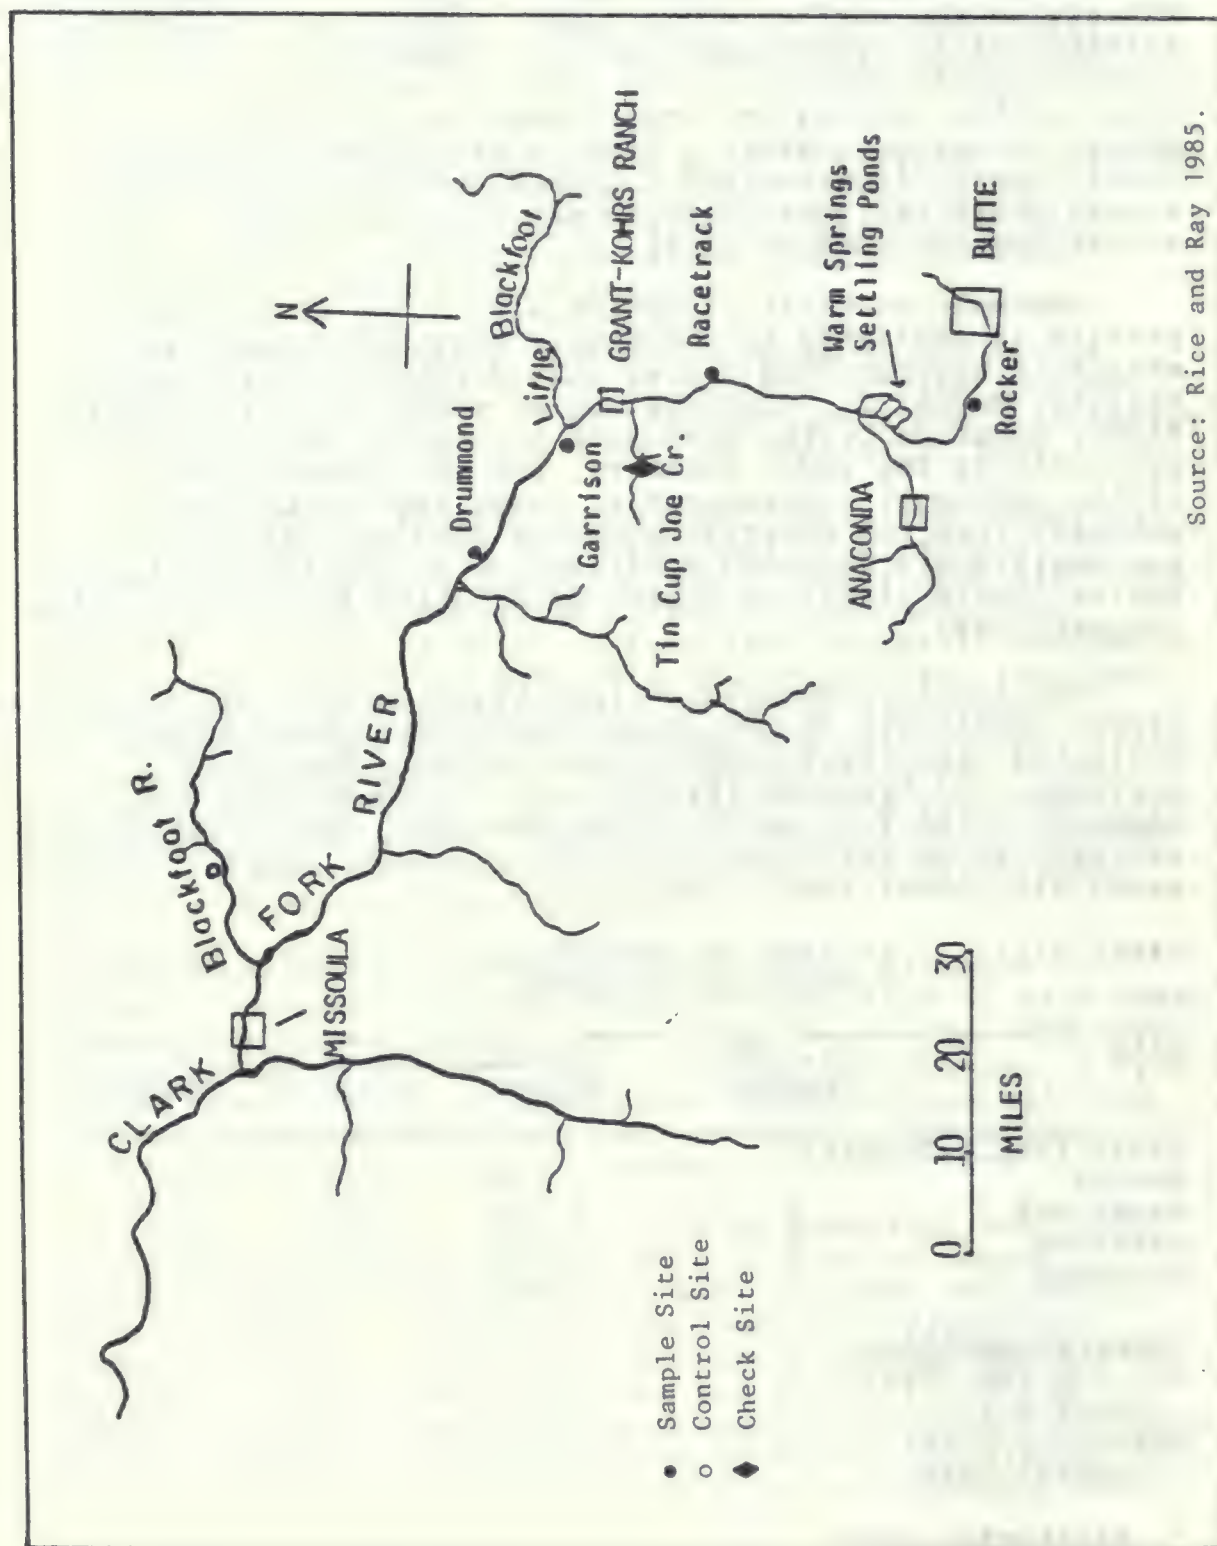 N
CLARK
FORK
RIVER
Blackfoot R.
MISSOULA
Drummond
Little Blackfoot
Garrison
GRANT-KOHRS RANCH
Tin Cup Joe Cr.
Racetrack
Warm Springs
Settling Ponds
ANACONDA
Rocker
BUTTE
● Sample Site
○ Control Site
◆ Check Site
0 10 20 30
MILES
Source: Rice and Ray 1985.